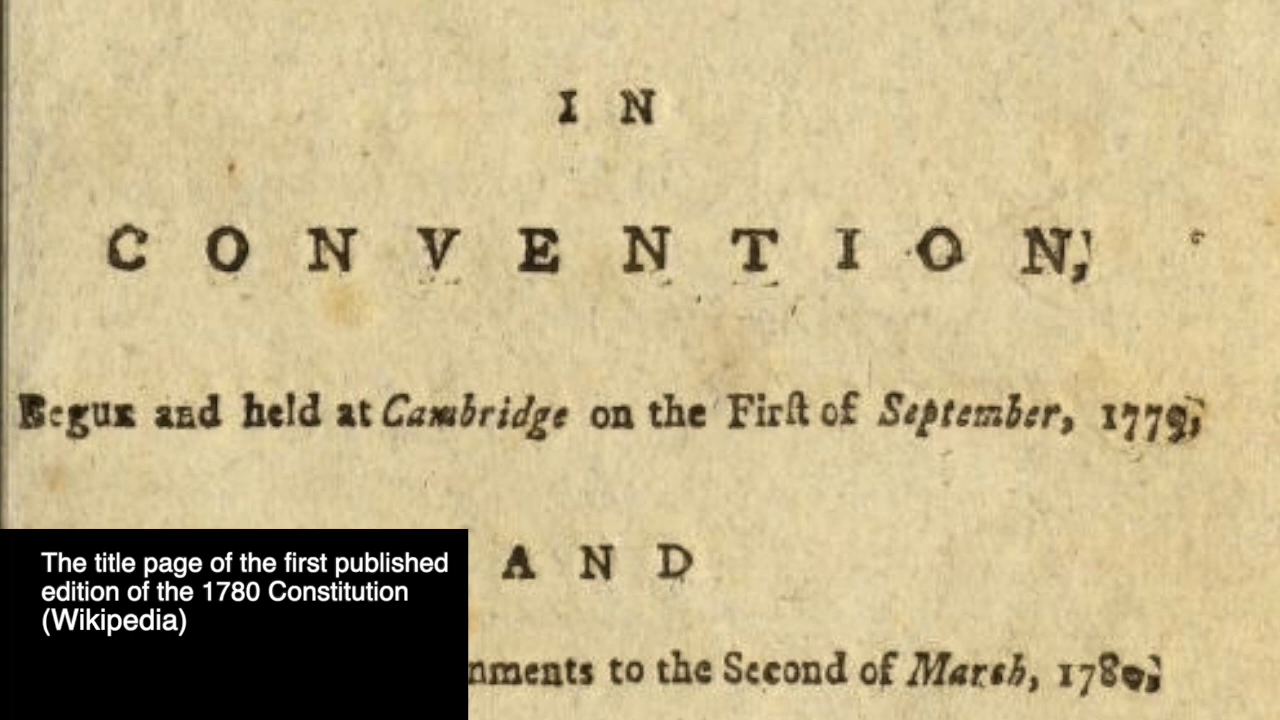 IN
CONVENTION,
Begun and held at Cambridge on the Firſt of September, 1779,
AND
The title page of the first published
edition of the 1780 Constitution
(Wikipedia)
nments to the Second of March, 1780;